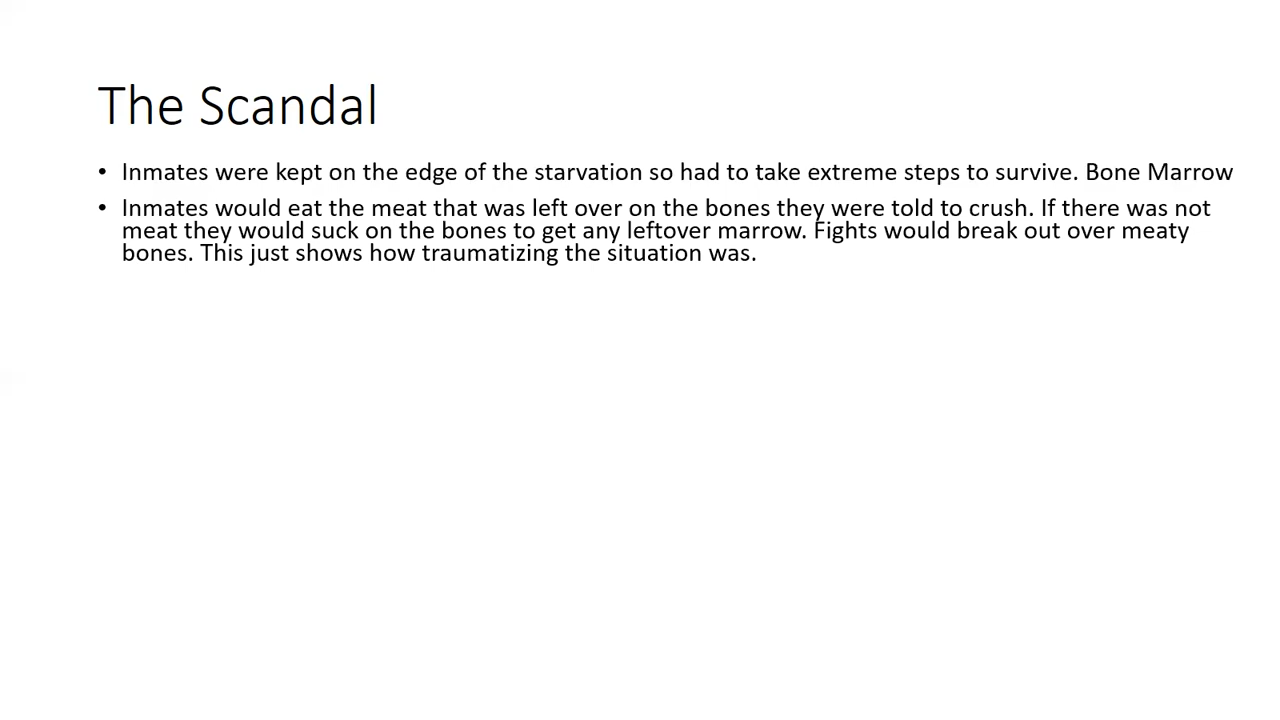 The Scandal
• Inmates were kept on the edge of the starvation so had to take extreme steps to survive. Bone Marrow
• Inmates would eat the meat that was left over on the bones they were told to crush. If there was not
meat they would suck on the bones to get any leftover marrow. Fights would break out over meaty
bones. This just shows how traumatizing the situation was.